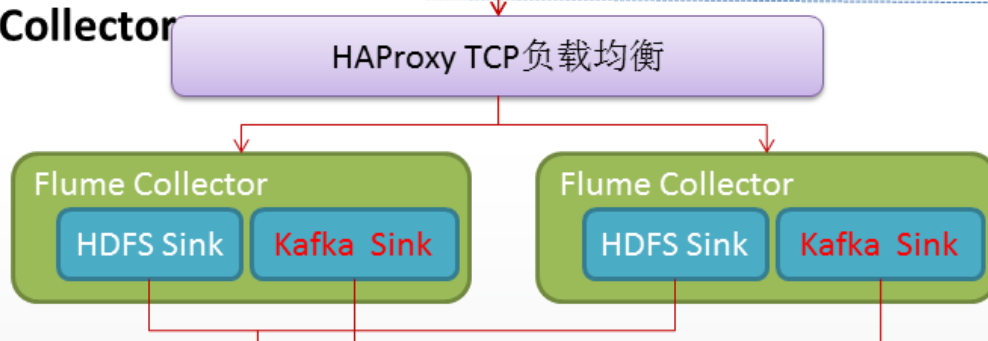 Collector
HAProxy TCP负载均衡
Flume Collector
HDFS Sink
Kafka Sink
Flume Collector
HDFS Sink
Kafka Sink